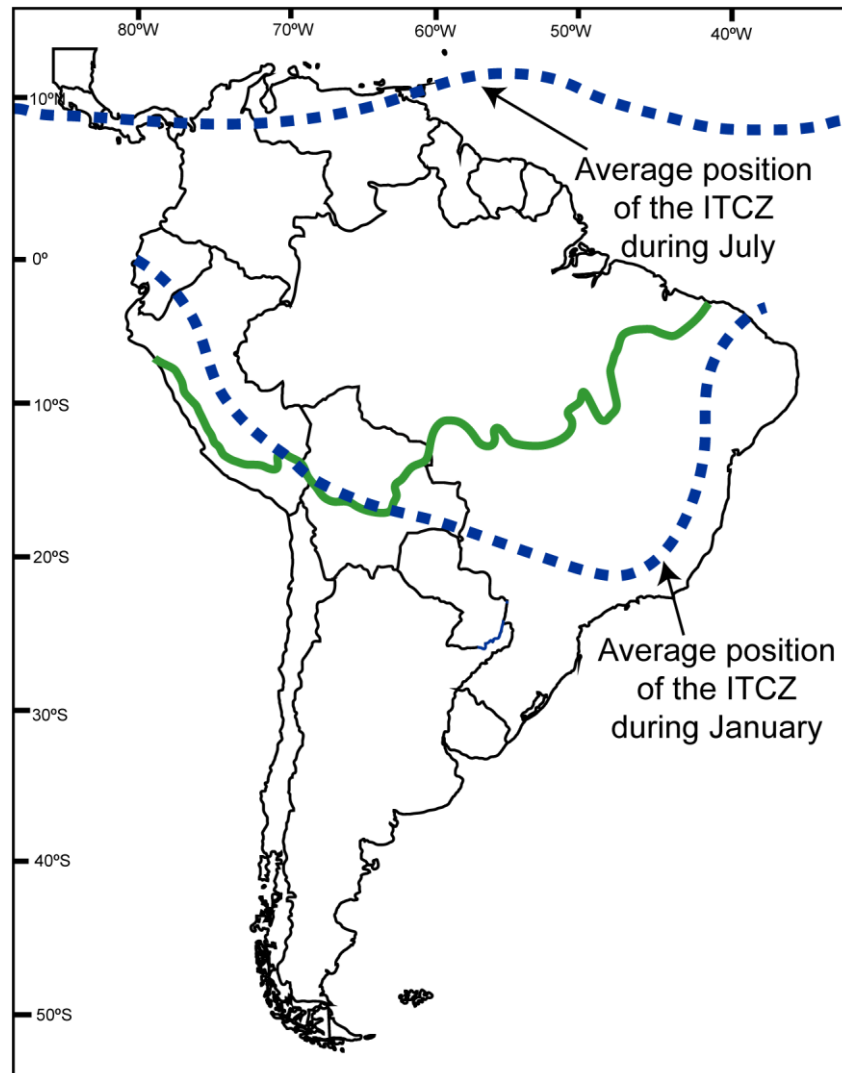 80ºW 70ºW 60ºW 50ºW 40ºW
10ºN
Average position
of the ITCZ
during July
0º
10ºS
20ºS
Average position
of the ITCZ
during January
30ºS
40ºS
50ºS